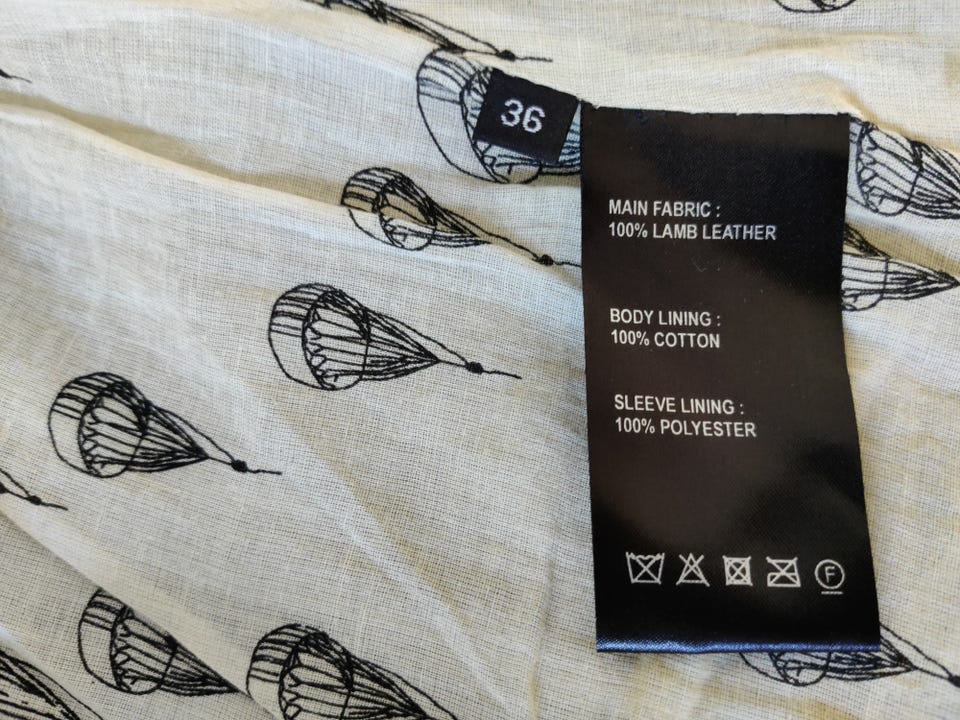 36
MAIN FABRIC :
100% LAMB LEATHER
BODY LINING :
100% COTTON
SLEEVE LINING :
100% POLYESTER
F